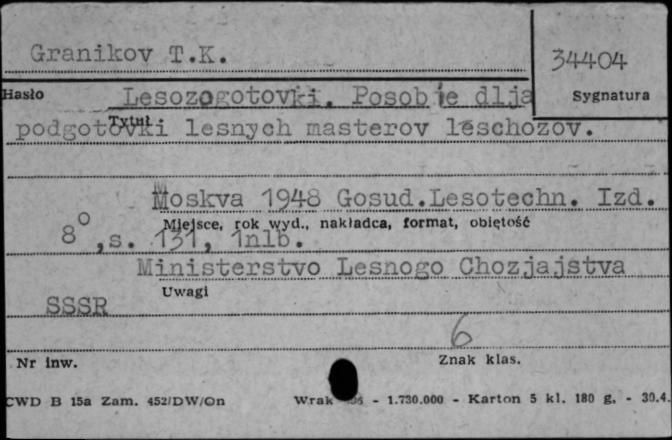 Granikov T.K.
34404
Hasło
Lesozogotovki. Posobie dlja
Sygnatura
Tytuł
podgotovki lesnych masterov leschozov.
Moskva 1948 Gosud.Lesotechn. Izd.
Miejsce, rok wyd., nakładca, format, objętość
8°, s. 131, 1nlb.
Ministerstvo Lesnogo Chozjajstva
Uwagi
SSSR
6
Nr inw.
Znak klas.
CWD B 15a Zam. 452/DW/On
Wrak - 1.730.000 - Karton 5 kl. 180 g. - 30.4.